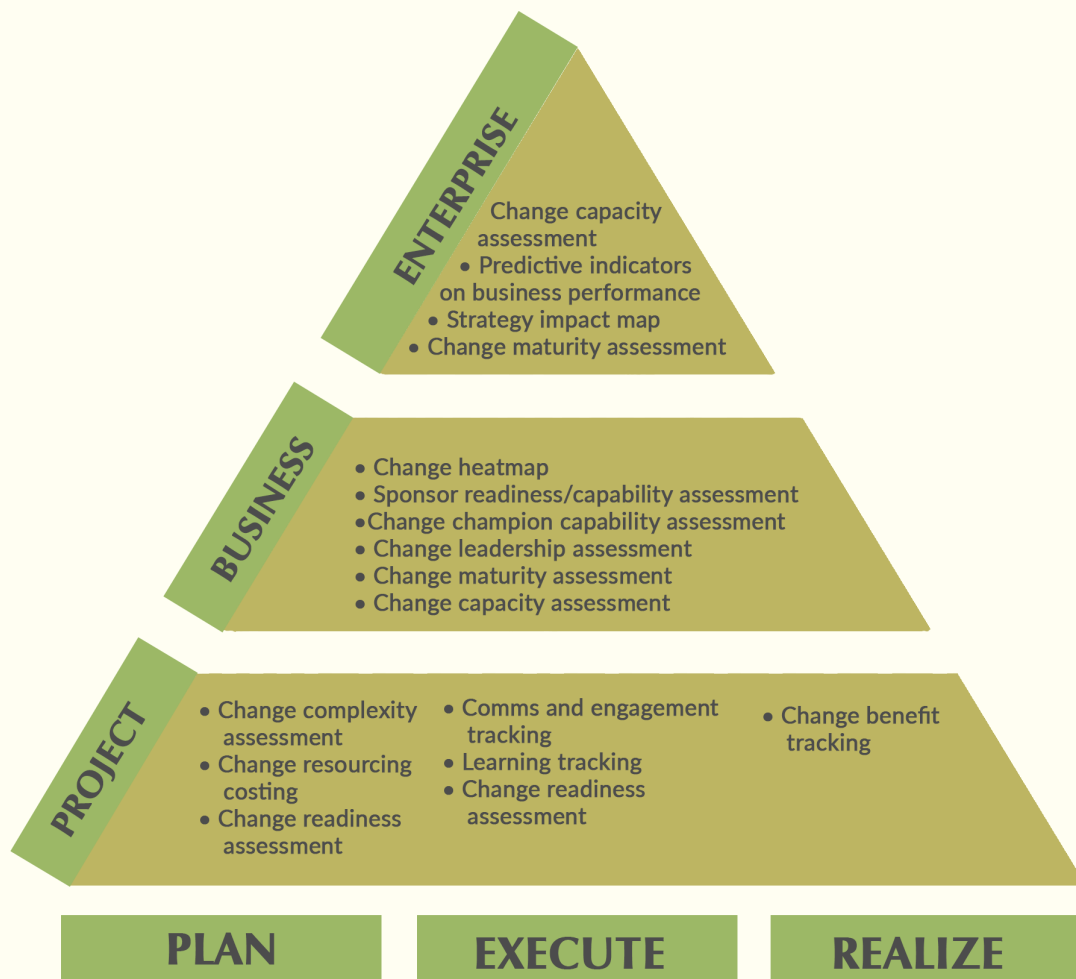 ENTERPRISE
Change capacity
assessment
• Predictive indicators
on business performance
• Strategy impact map
• Change maturity assessment
BUSINESS
• Change heatmap
• Sponsor readiness/capability assessment
•Change champion capability assessment
• Change leadership assessment
• Change maturity assessment
• Change capacity assessment
PROJECT
• Change complexity
assessment
• Change resourcing
costing
• Change readiness
assessment
• Comms and engagement
tracking
• Learning tracking
• Change readiness
assessment
• Change benefit
tracking
PLAN
EXECUTE
REALIZE